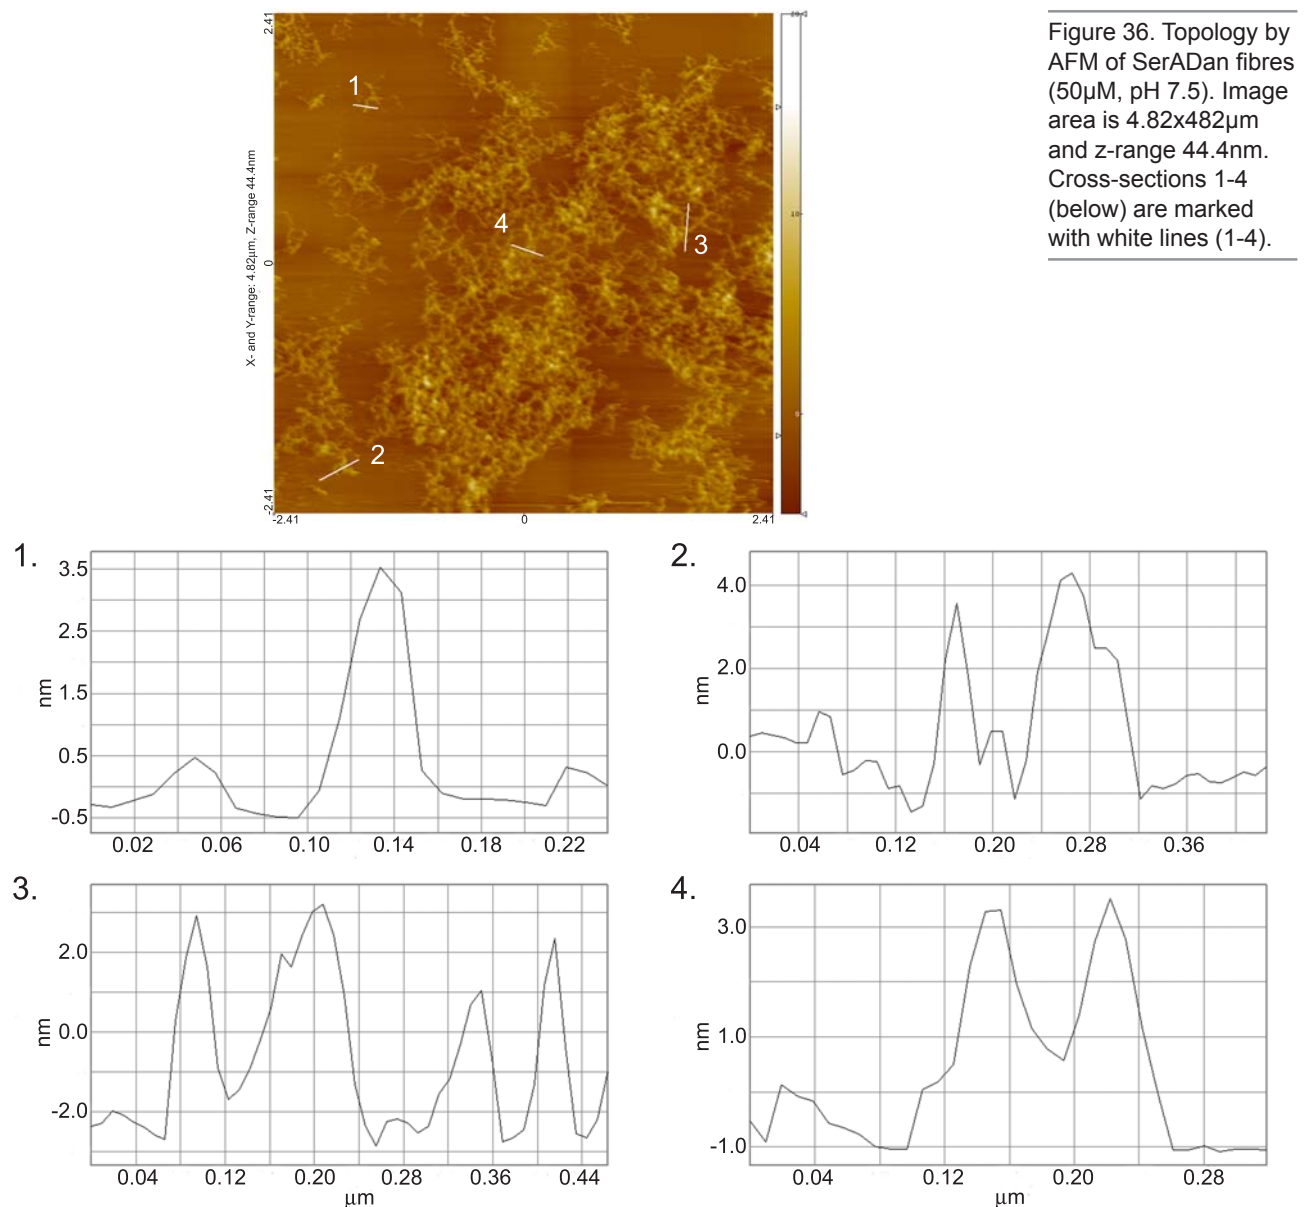 Figure 36. Topology by
AFM of SerADan fibres
(50µM, pH 7.5). Image
area is 4.82x482µm
and z-range 44.4nm.
Cross-sections 1-4
(below) are marked
with white lines (1-4).
X- and Y-range: 4.82µm, Z-range 44.4nm
2.41
0
-2.41
-2.41
0
2.41
1
4
3
2
20
10
1.
3.5
2.5
1.5
0.5
-0.5
nm
0.02 0.06 0.10 0.14 0.18 0.22
2.
4.0
2.0
0.0
nm
0.04 0.12 0.20 0.28 0.36
3.
2.0
0.0
-2.0
nm
0.04 0.12 0.20 0.28 0.36 0.44
µm
4.
3.0
1.0
-1.0
nm
0.04 0.12 0.20 0.28
µm